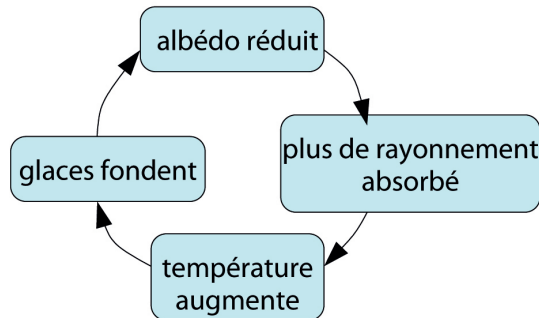 albédo réduit
plus de rayonnement
absorbé
glaces fondent
température
augmente